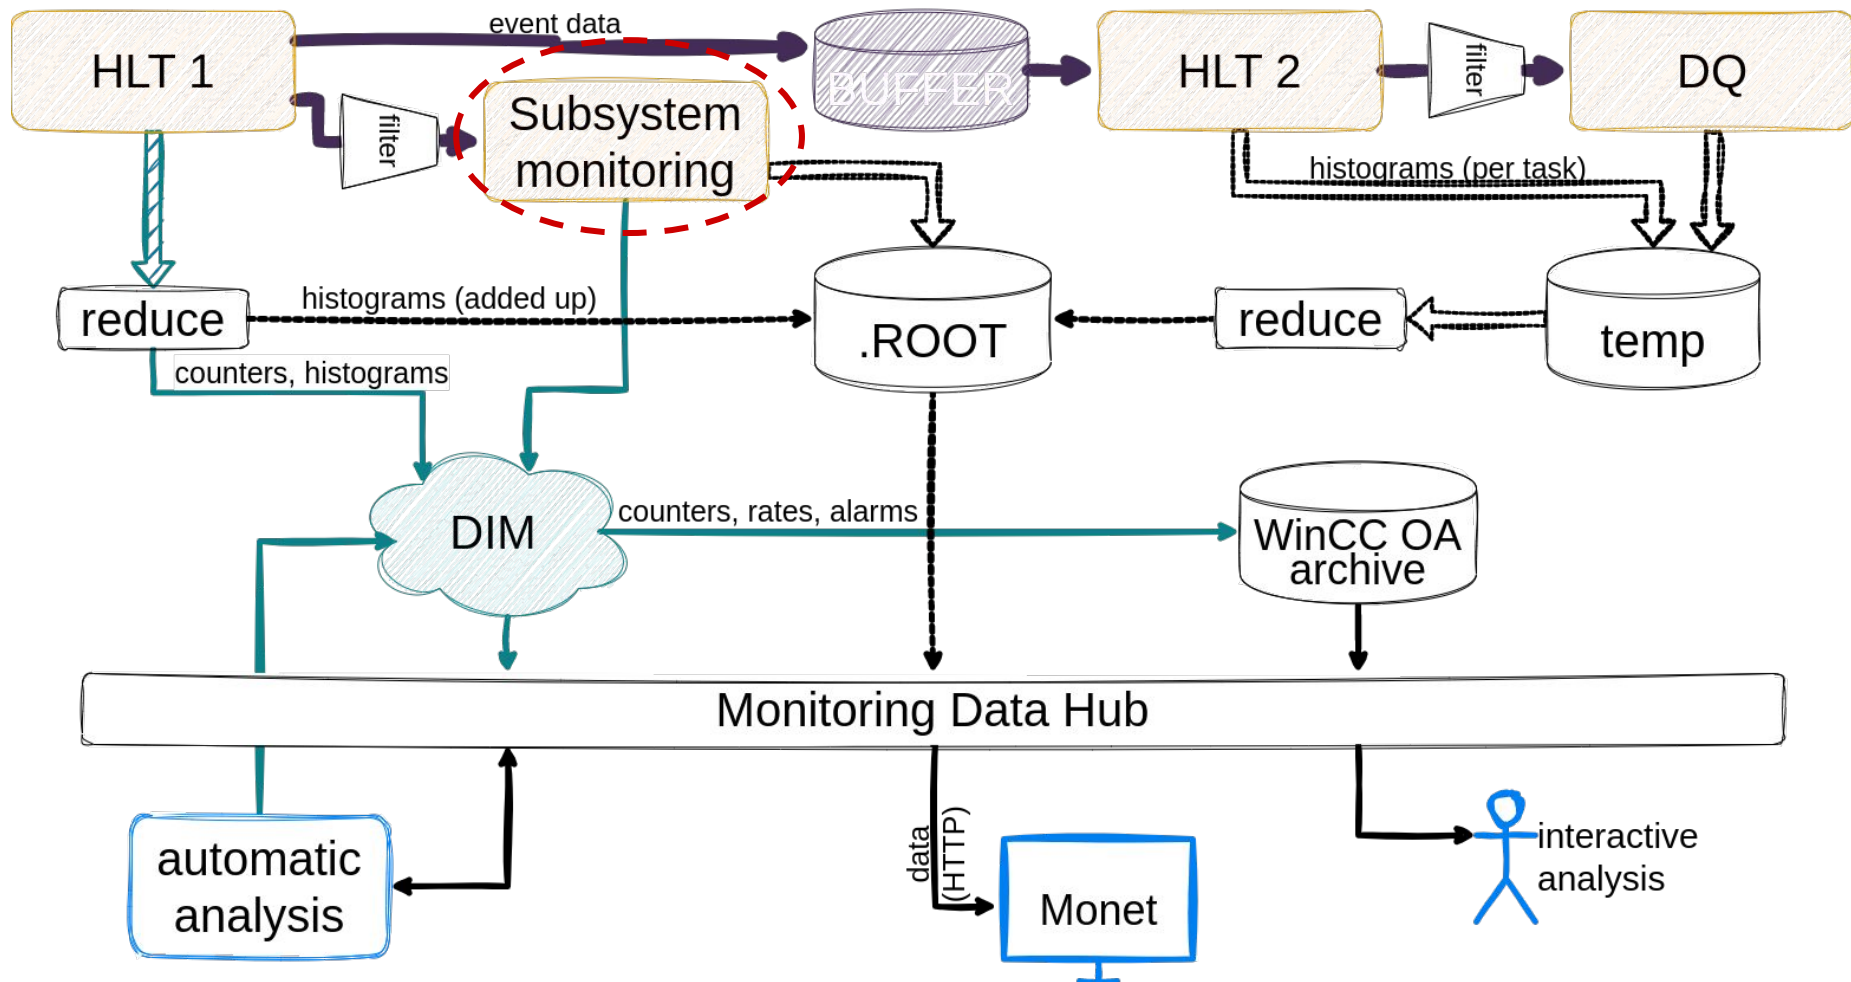 event data
HLT 1
BUFFER
HLT 2
filter
DQ
filter
Subsystem
monitoring
histograms (per task)
reduce
histograms (added up)
.ROOT
reduce
temp
counters, histograms
DIM
counters, rates, alarms
WinCC OA
archive
Monitoring Data Hub
automatic
analysis
data
(HTTP)
Monet
interactive
analysis